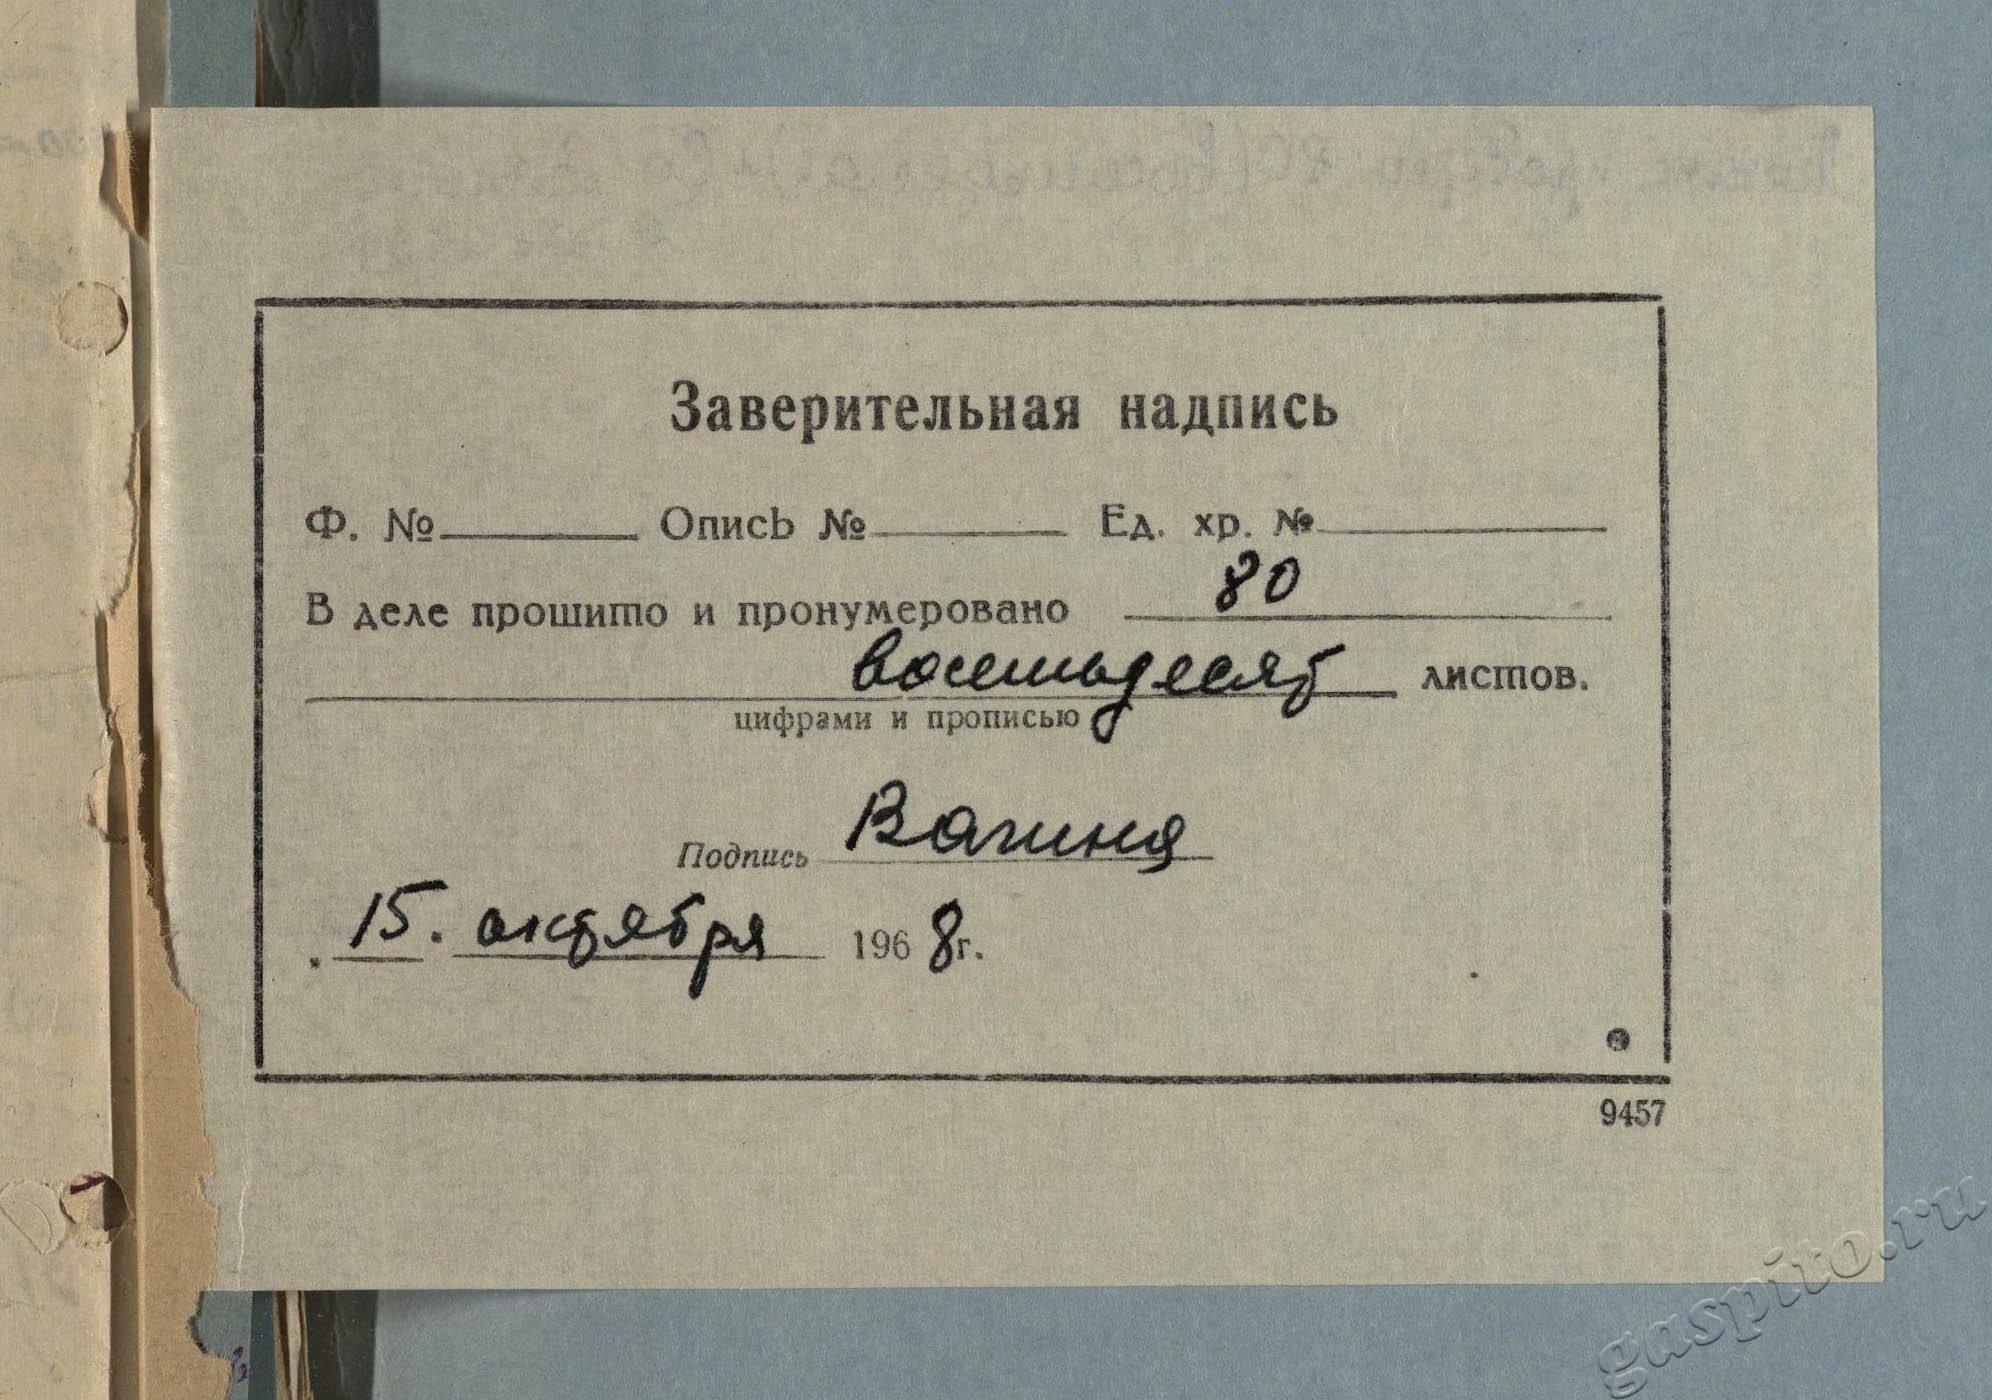 Заверительная надпись
Ф. № Опись № Ед. хр. №
В деле прошито и пронумеровано 80
восемьдесят листов.
цифрами и прописью
Подпись Вагина
15. октября 1968 г.
9457
gaspito.ru